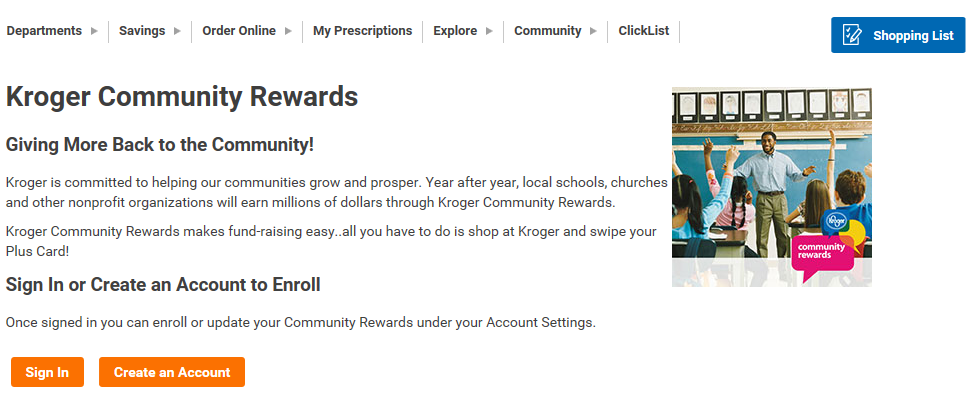 Departments
Savings
Order Online
My Prescriptions
Explore
Community
ClickList
Shopping List
Kroger Community Rewards
Giving More Back to the Community!
Kroger is committed to helping our communities grow and prosper. Year after year, local schools, churches
and other nonprofit organizations will earn millions of dollars through Kroger Community Rewards.
Kroger Community Rewards makes fund-raising easy..all you have to do is shop at Kroger and swipe your
Plus Card!
Kroger
community
rewards
Sign In or Create an Account to Enroll
Once signed in you can enroll or update your Community Rewards under your Account Settings.
Sign In
Create an Account